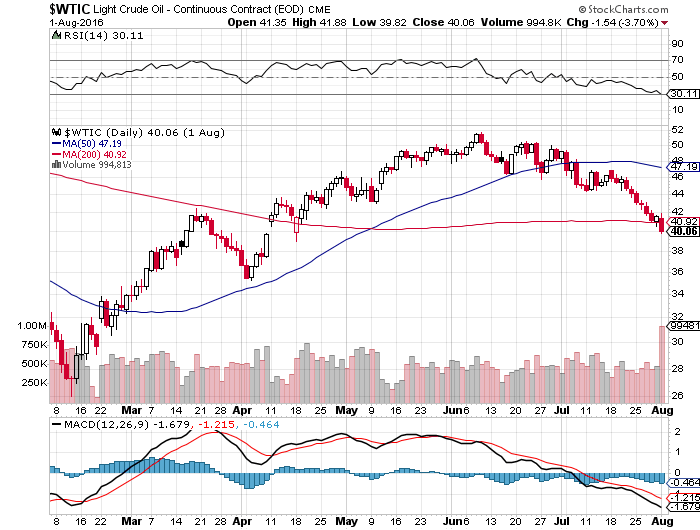 $WTIC Light Crude Oil - Continuous Contract (EOD) CME © StockCharts.com
1-Aug-2016 Open 41.35 High 41.88 Low 39.82 Close 40.06 Volume 994.8K Chg -1.54 (-3.70%)
RSI(14) 30.11
90
70
50
30.11
10
$WTIC (Daily) 40.06 (1 Aug)
MA(50) 47.19
MA(200) 40.92
Volume 994,813
52
50
48
47.19
46
44
42
40.92
40.06
38
36
34
32
30
28
26
1.00M
750K
500K
250K
99481
8 16 22 Mar 7 14 21 28 Apr 11 18 25 May 9 16 23 Jun 6 13 20 27 Jul 11 18 25 Aug
MACD(12,26,9) -1.679, -1.215, -0.464
2
1
0
-0.464
-1.215
-1.679
8 16 22 Mar 7 14 21 28 Apr 11 18 25 May 9 16 23 Jun 6 13 20 27 Jul 11 18 25 Aug